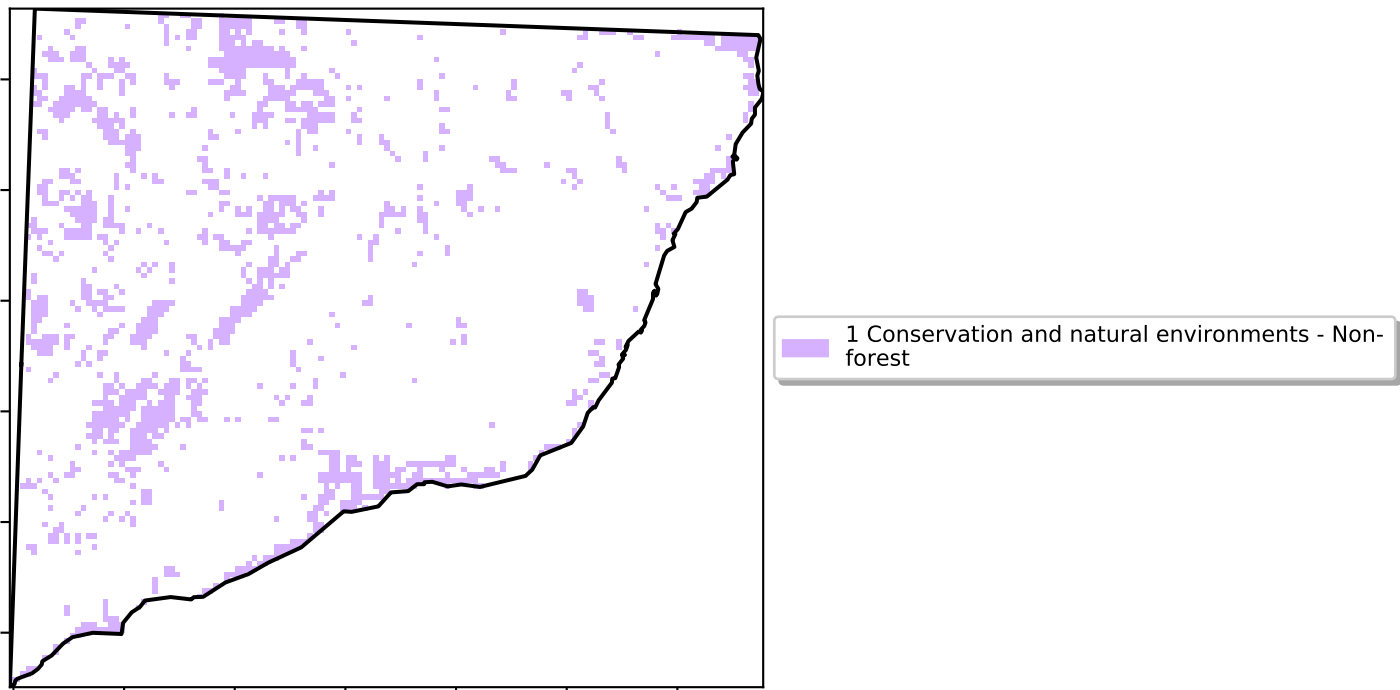 1 Conservation and natural environments - Non-
forest